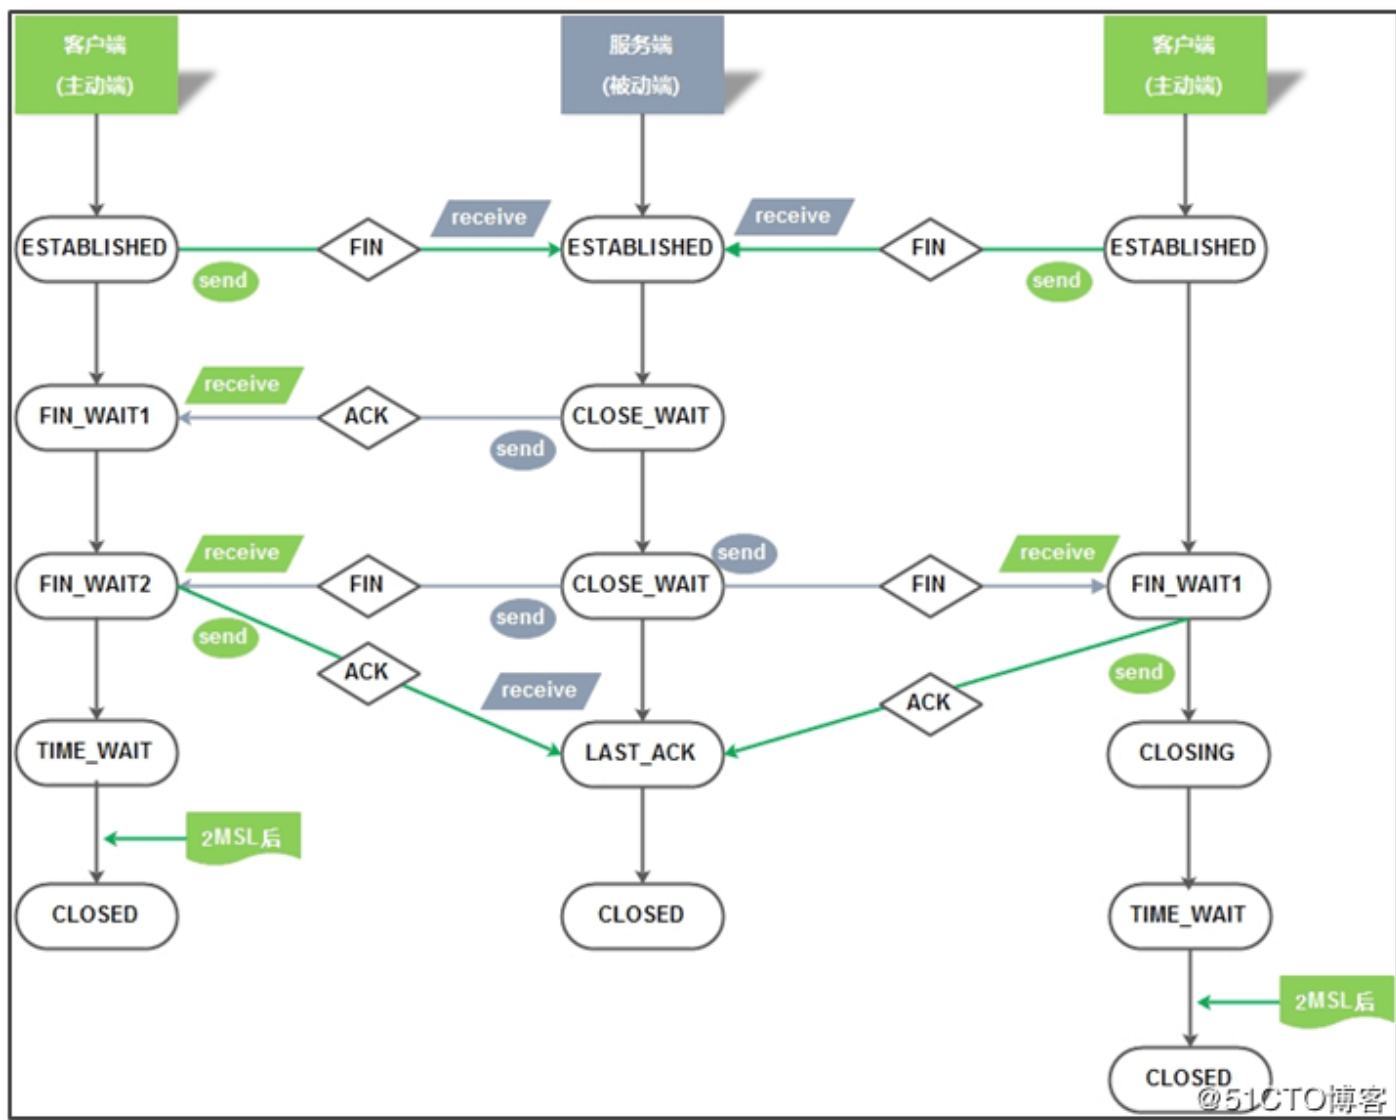 客户端
(主动端)
服务端
(被动端)
客户端
(主动端)
receive
receive
ESTABLISHED
FIN
ESTABLISHED
FIN
ESTABLISHED
send
send
receive
FIN_WAIT1
ACK
CLOSE_WAIT
send
receive
send
receive
FIN_WAIT2
FIN
CLOSE_WAIT
FIN
FIN_WAIT1
send
send
ACK
receive
send
ACK
TIME_WAIT
LAST_ACK
CLOSING
2MSL后
CLOSED
CLOSED
TIME_WAIT
2MSL后
CLOSED
@51CTO博客